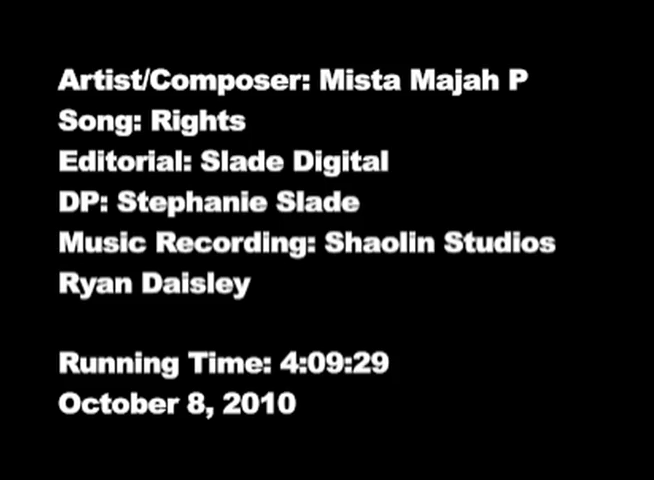 Artist/Composer: Mista Majah P
Song: Rights
Editorial: Slade Digital
DP: Stephanie Slade
Music Recording: Shaolin Studios
Ryan Daisley
Running Time: 4:09:29
October 8, 2010